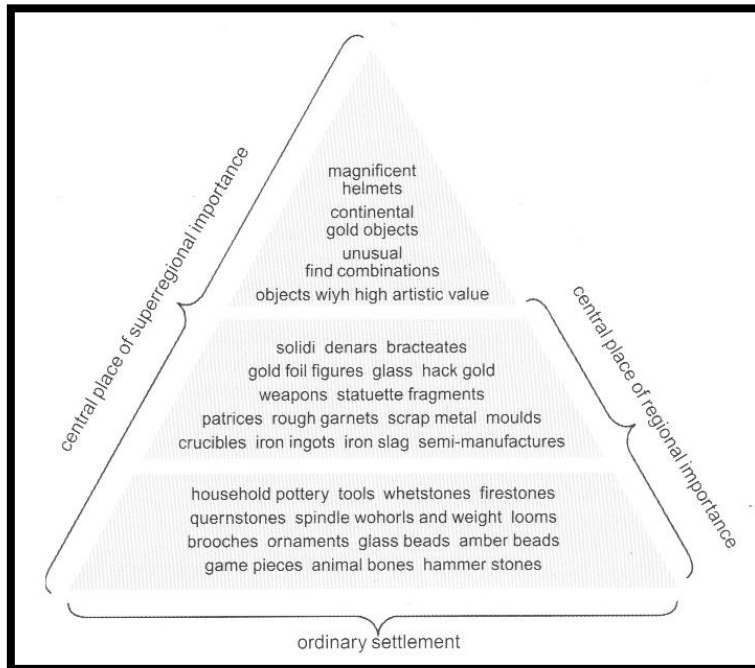 magnificent
helmets
continental
gold objects
unusual
find combinations
objects wiyh high artistic value
central place of superregional importance
solidi denars bracteates
gold foil figures glass hack gold
weapons statuette fragments
patrices rough garnets scrap metal moulds
crucibles iron ingots iron slag semi-manufactures
central place of regional importance
household pottery tools whetstones firestones
quernstones spindle wohorls and weight looms
brooches ornaments glass beads amber beads
game pieces animal bones hammer stones
ordinary settlement